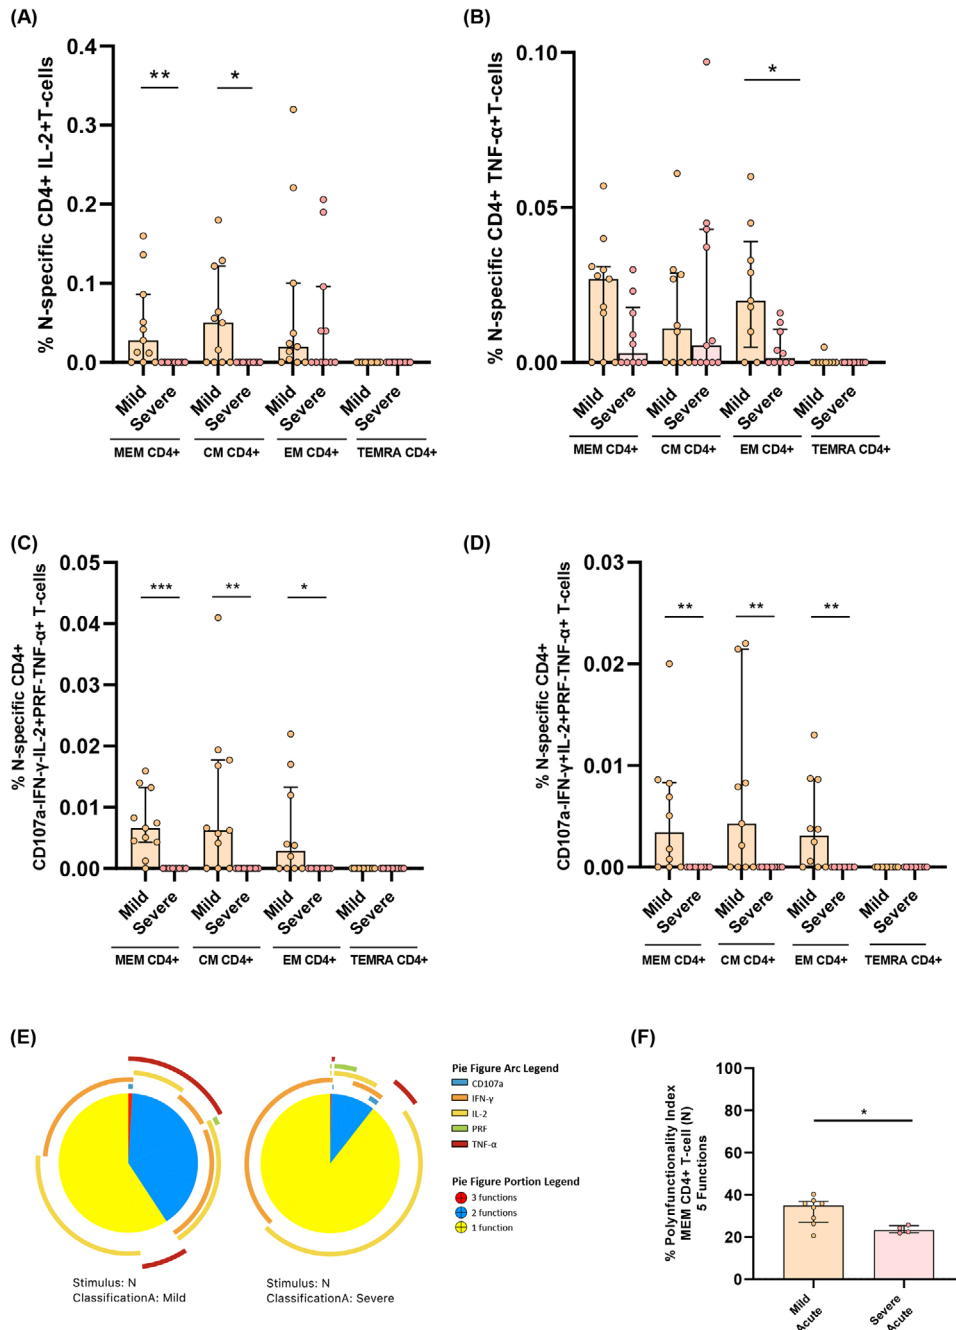 (A)
% N-specific CD4+ IL-2+T-cells
0.4
0.3
0.2
0.1
0.0
**
*
Mild
Severe
Mild
Severe
Mild
Severe
Mild
Severe
MEM CD4+
CM CD4+
EM CD4+
TEMRA CD4+
(B)
% N-specific CD4+ TNF-α+T-cells
0.10
0.05
0.00
*
Mild
Severe
Mild
Severe
Mild
Severe
Mild
Severe
MEM CD4+
CM CD4+
EM CD4+
TEMRA CD4+
(C)
% N-specific CD4+
CD107a-IFN-γ-IL-2+PRF-TNF-α+ T-cells
0.05
0.04
0.03
0.02
0.01
0.00
***
**
*
Mild
Severe
Mild
Severe
Mild
Severe
Mild
Severe
MEM CD4+
CM CD4+
EM CD4+
TEMRA CD4+
(D)
% N-specific CD4+
CD107a-IFN-γ+IL-2+PRF-TNF-α+ T-cells
0.03
0.02
0.01
0.00
**
**
**
Mild
Severe
Mild
Severe
Mild
Severe
Mild
Severe
MEM CD4+
CM CD4+
EM CD4+
TEMRA CD4+
(E)
Stimulus: N
ClassificationA: Mild
Stimulus: N
ClassificationA: Severe
Pie Figure Arc Legend
CD107a
IFN-γ
IL-2
PRF
TNF-α
Pie Figure Portion Legend
3 functions
2 functions
1 function
(F)
% Polynfunctionality Index
MEM CD4+ T-cell (N)
5 Functions
100
80
60
40
20
0
*
Mild
Acute
Severe
Acute